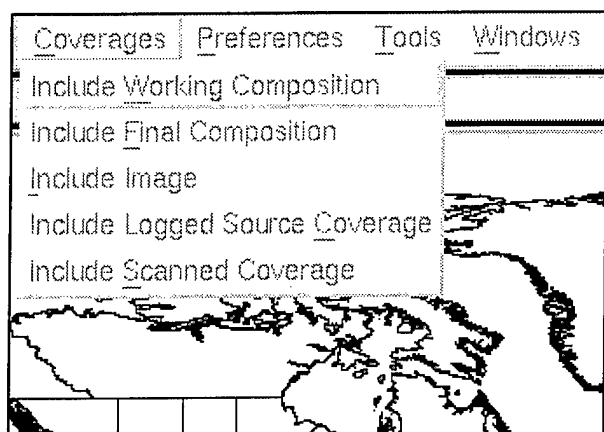 Coverages Preferences Tools Windows
Include Working Composition
Include Final Composition
Include Image
Include Logged Source Coverage
Include Scanned Coverage